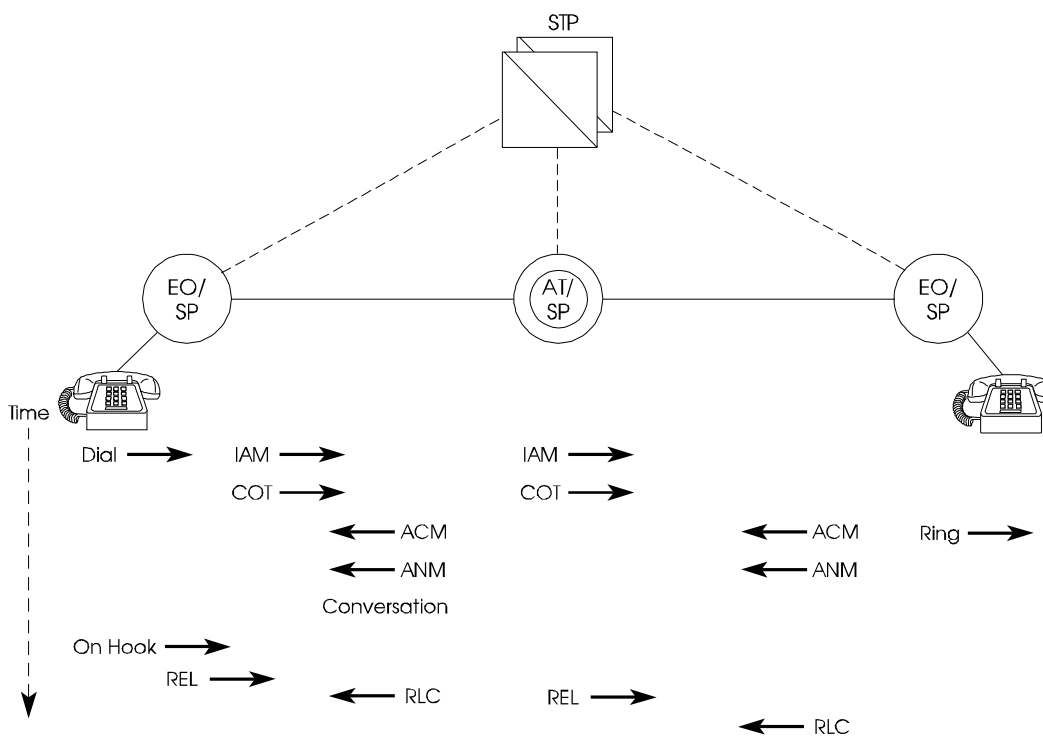 STP
EO/
SP
AT/
SP
EO/
SP
Time
Dial IAM IAM
COT COT
ACM ACM Ring
ANM ANM
Conversation
On Hook
REL
RLC REL
RLC